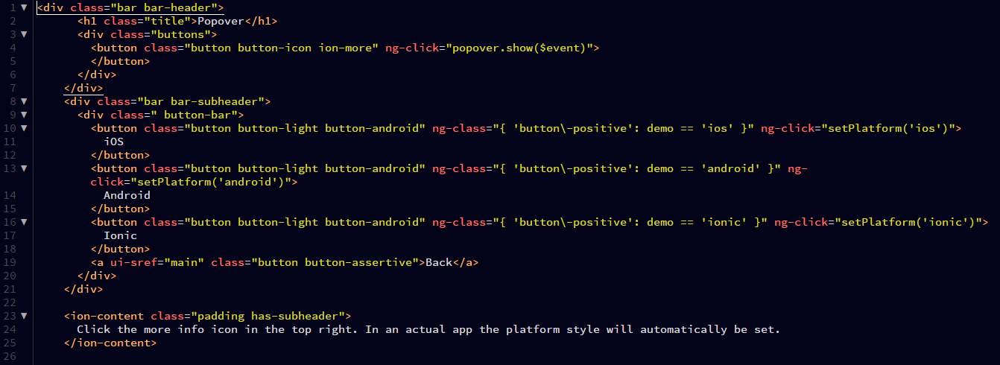 1 ▼ <div class="bar bar-header">
2 <h1 class="title">Popover</h1>
3 ▼ <div class="buttons">
4 <button class="button button-icon ion-more" ng-click="popover.show($event)">
5 </button>
6 </div>
7 </div>
8 ▼ <div class="bar bar-subheader">
9 ▼ <div class=" button-bar">
10 ▼ <button class="button button-light button-android" ng-class="{ 'button\-positive': demo == 'ios' }" ng-click="setPlatform('ios')">
11 iOS
12 </button>
13 ▼ <button class="button button-light button-android" ng-class="{ 'button\-positive': demo == 'android' }" ng-
click="setPlatform('android')">
14 Android
15 </button>
16 ▼ <button class="button button-light button-android" ng-class="{ 'button\-positive': demo == 'ionic' }" ng-click="setPlatform('ionic')">
17 Ionic
18 </button>
19 <a ui-sref="main" class="button button-assertive">Back</a>
20 </div>
21 </div>
22
23 ▼ <ion-content class="padding has-subheader">
24 Click the more info icon in the top right. In an actual app the platform style will automatically be set.
25 </ion-content>
26